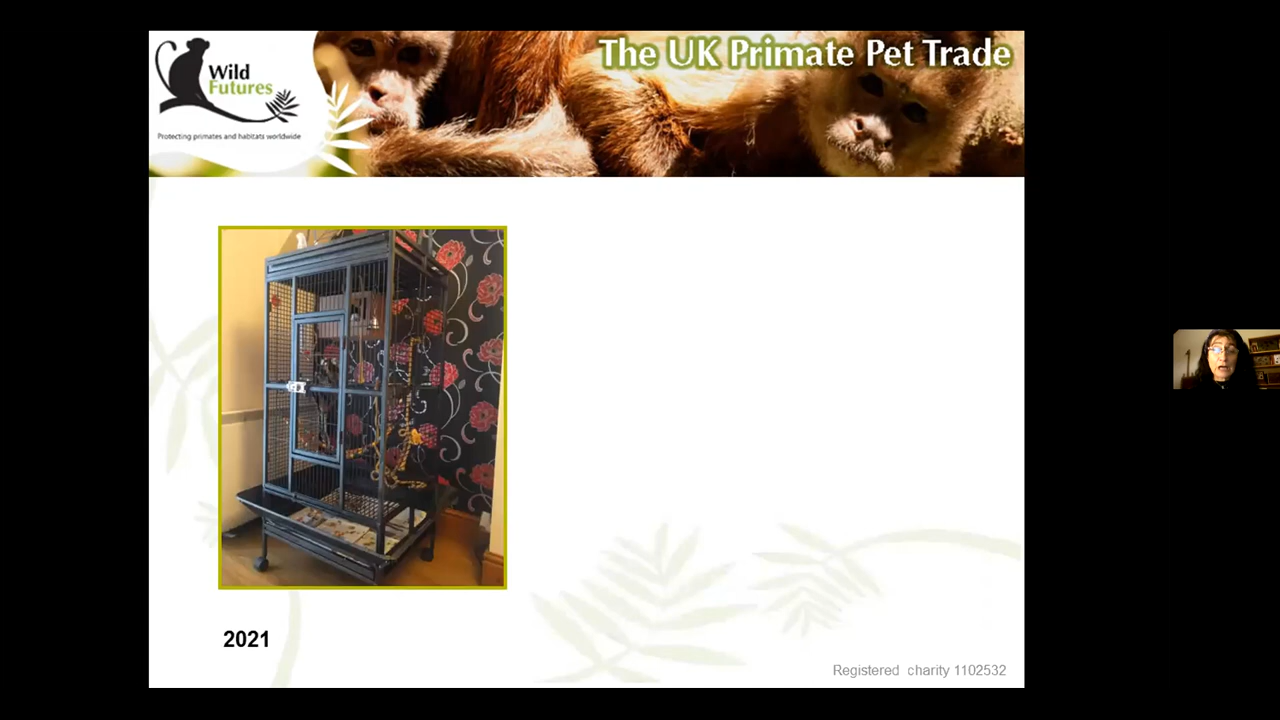 The UK Primate Pet Trade
Wild
Futures
Protecting primates and habitats worldwide
2021
Registered charity 1102532